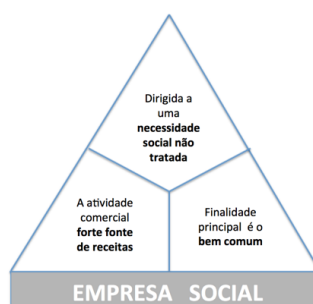 Dirigida a
uma
necessidade
social não
tratada
A atividade
comercial
forte fonte
de receitas
Finalidade
principal é o
bem comum
EMPRESA SOCIAL